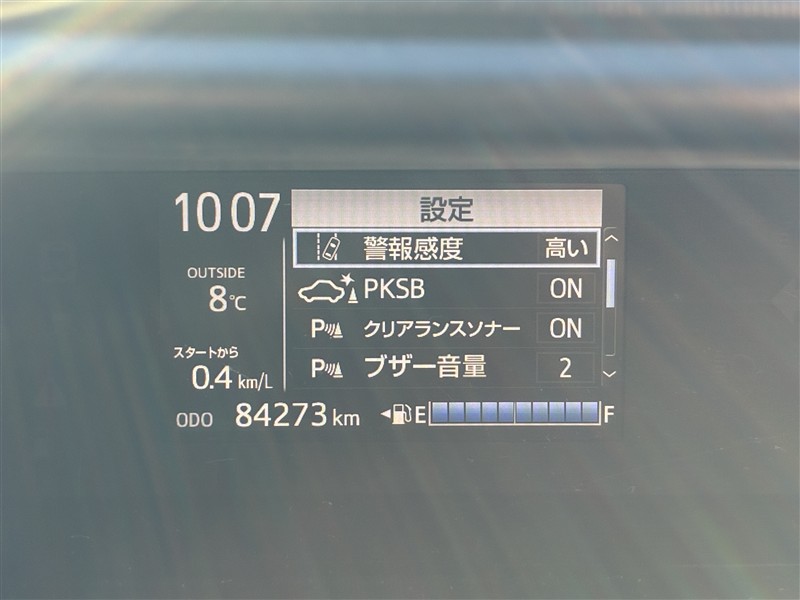 10 07
設定
警報感度 高い
OUTSIDE
8℃
PKSB ON
P クリアランスソナー ON
スタートから
0.4 km/L
P ブザー音量 2
ODO 84273 km E F